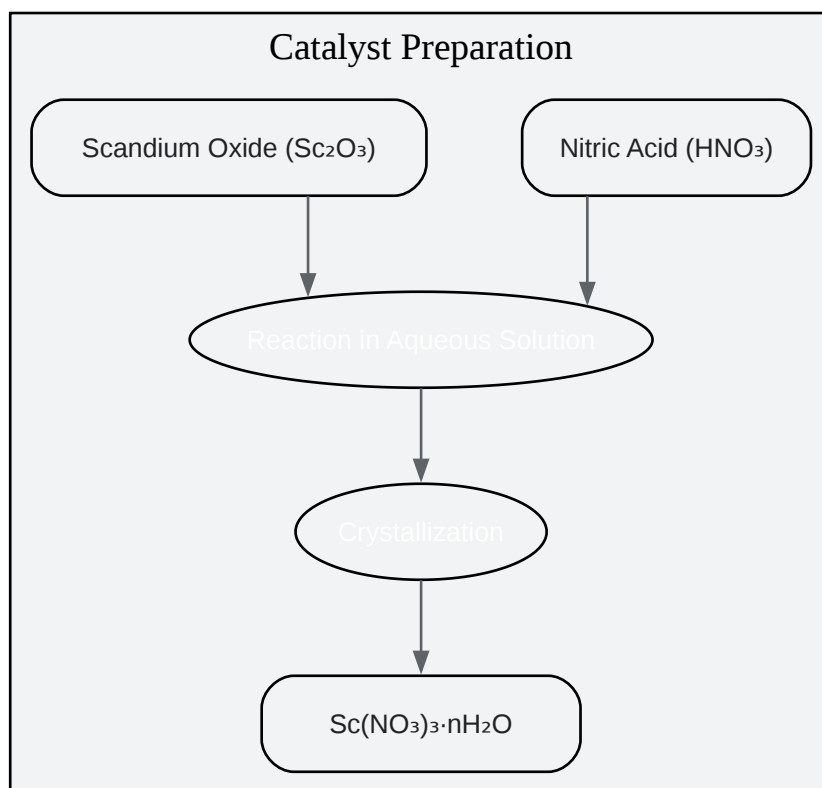 Catalyst Preparation
Scandium Oxide (Sc₂O₃)
Nitric Acid (HNO₃)
Reaction in Aqueous Solution
Crystallization
Sc(NO₃)₃·nH₂O